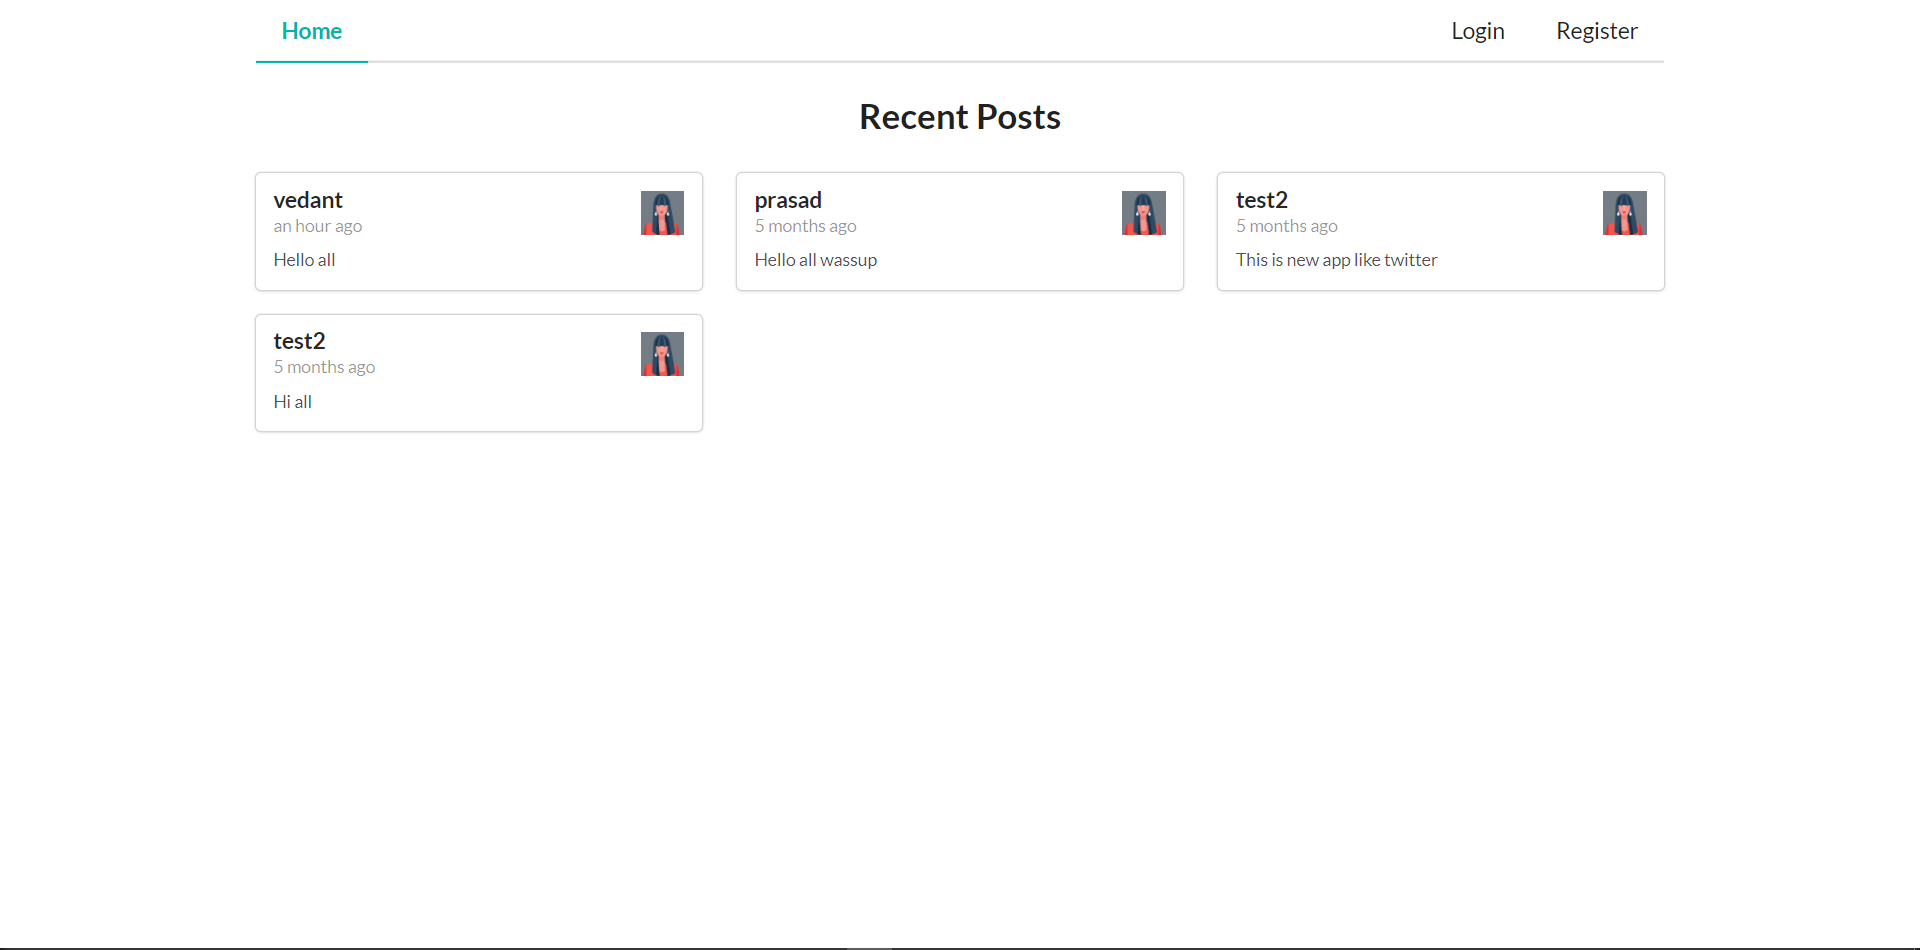 Home
Login
Register
Recent Posts
vedant
an hour ago
Hello all
prasad
5 months ago
Hello all wassup
test2
5 months ago
This is new app like twitter
test2
5 months ago
Hi all